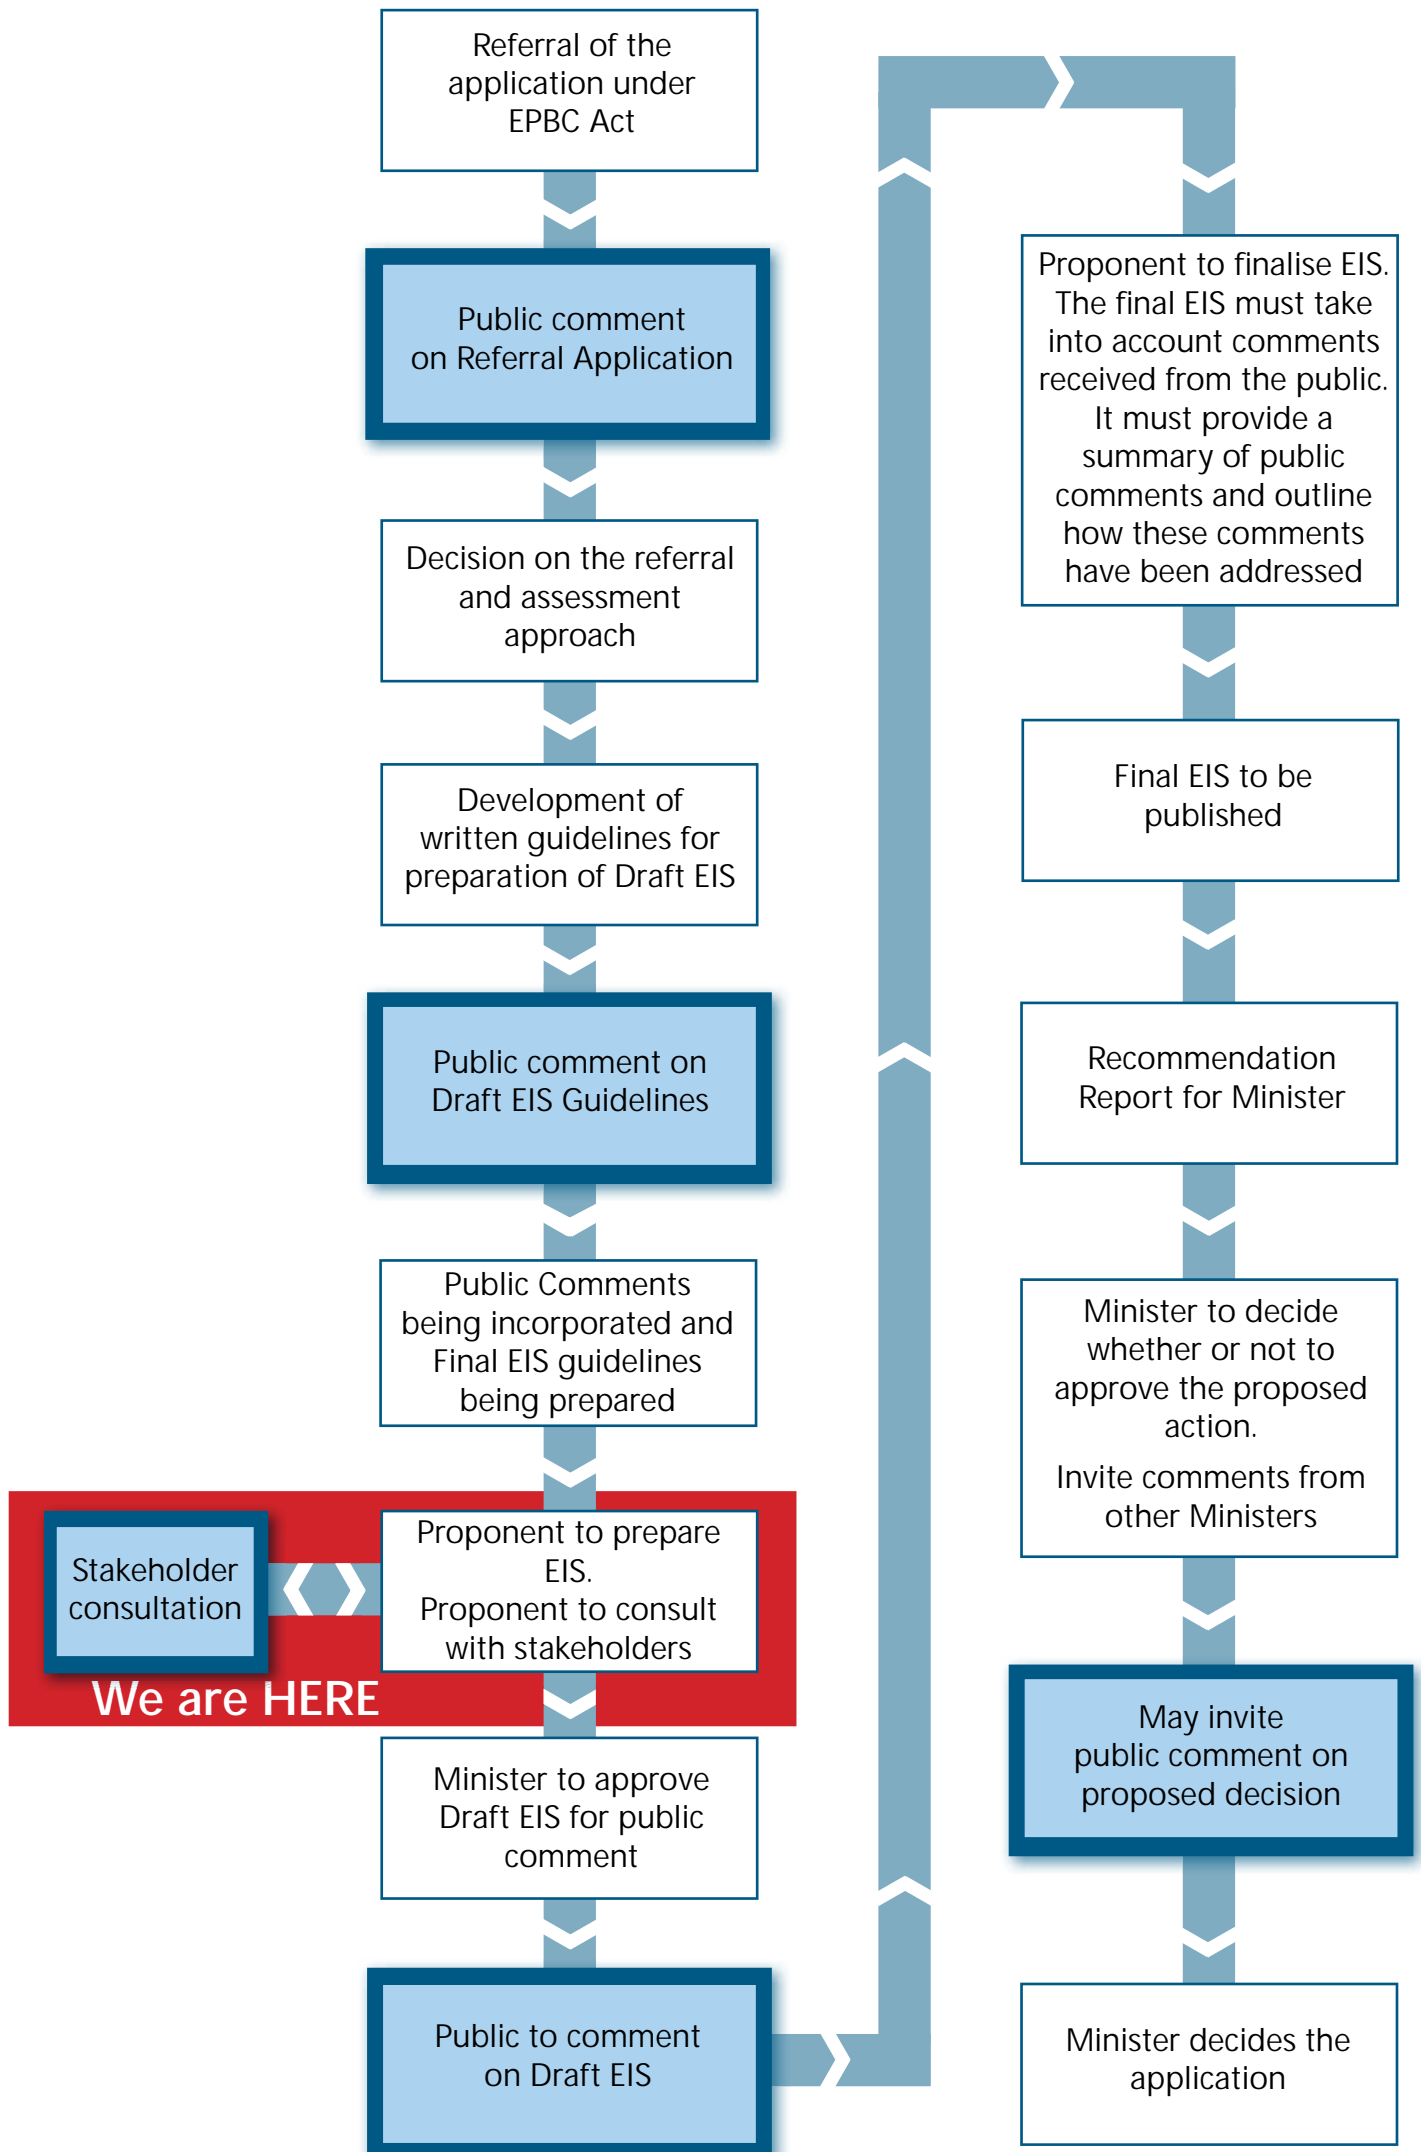 Referral of the
application under
EPBC Act
Public comment
on Referral Application
Decision on the referral
and assessment
approach
Development of
written guidelines for
preparation of Draft EIS
Public comment on
Draft EIS Guidelines
Public Comments
being incorporated and
Final EIS guidelines
being prepared
Stakeholder
consultation
Proponent to prepare
EIS.
Proponent to consult
with stakeholders
We are HERE
Minister to approve
Draft EIS for public
comment
Public to comment
on Draft EIS
Proponent to finalise EIS.
The final EIS must take
into account comments
received from the public.
It must provide a
summary of public
comments and outline
how these comments
have been addressed
Final EIS to be
published
Recommendation
Report for Minister
Minister to decide
whether or not to
approve the proposed
action.
Invite comments from
other Ministers
May invite
public comment on
proposed decision
Minister decides the
application